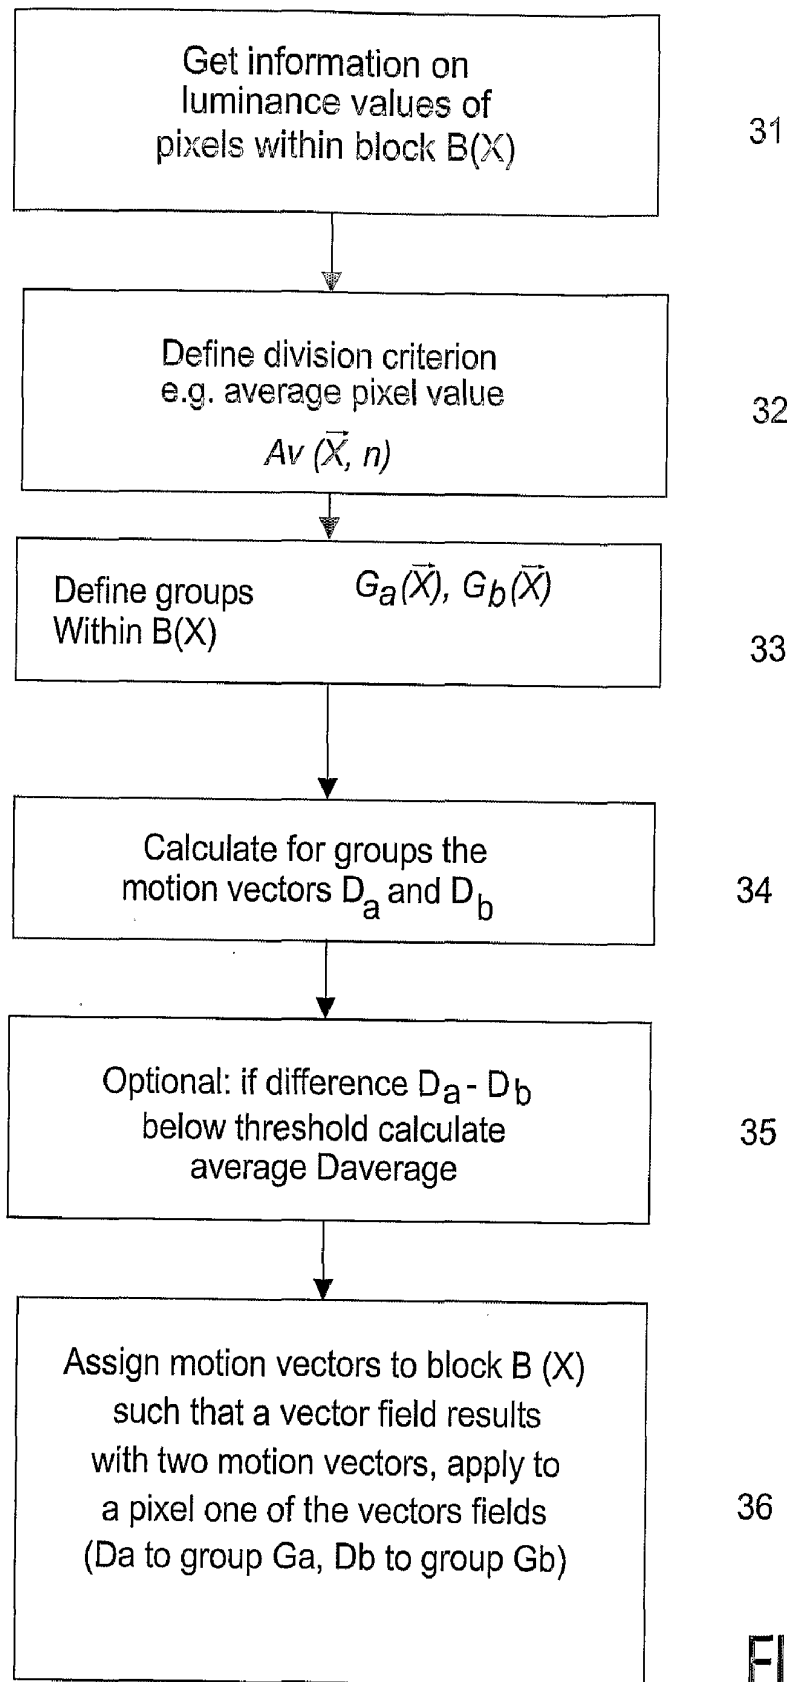 Get information on
luminance values of
pixels within block B(X)
31
Define division criterion
e.g. average pixel value
Av (X⃗, n)
32
Define groups Gₐ(X⃗), G_b(X⃗)
Within B(X)
33
Calculate for groups the
motion vectors Dₐ and D_b
34
Optional: if difference Dₐ - D_b
below threshold calculate
average Daverage
35
Assign motion vectors to block B (X)
such that a vector field results
with two motion vectors, apply to
a pixel one of the vectors fields
(Da to group Ga, Db to group Gb)
36